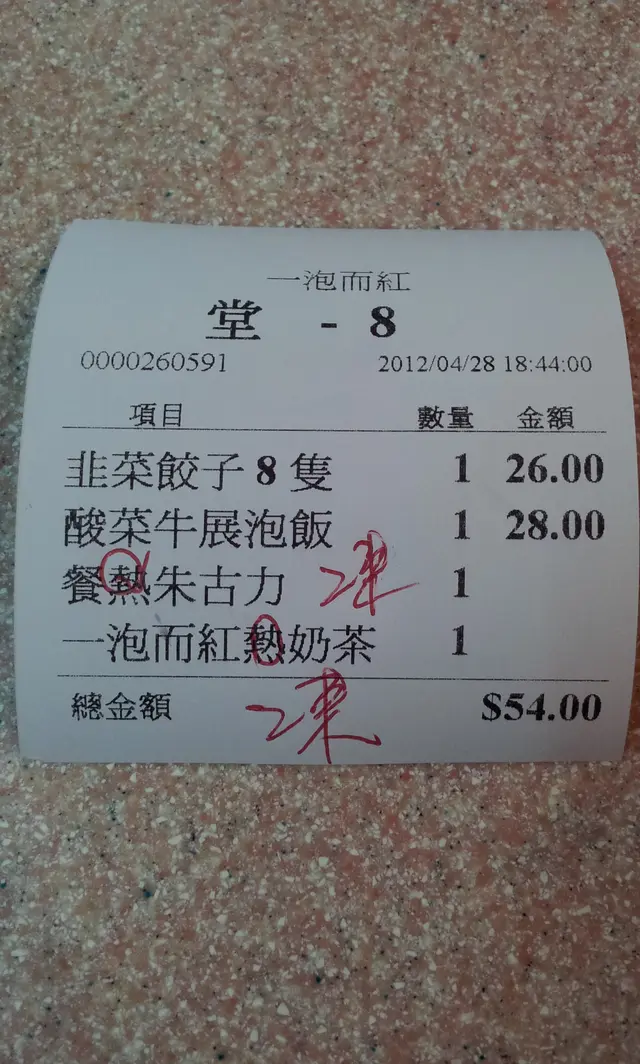 一泡而紅
堂 - 8
0000260591 2012/04/28 18:44:00
項目 數量 金額
韭菜餃子 8 隻 1 26.00
酸菜牛展泡飯 1 28.00
餐熱朱古力 凍 1
一泡而紅熱奶茶 1
總金額 $54.00
凍